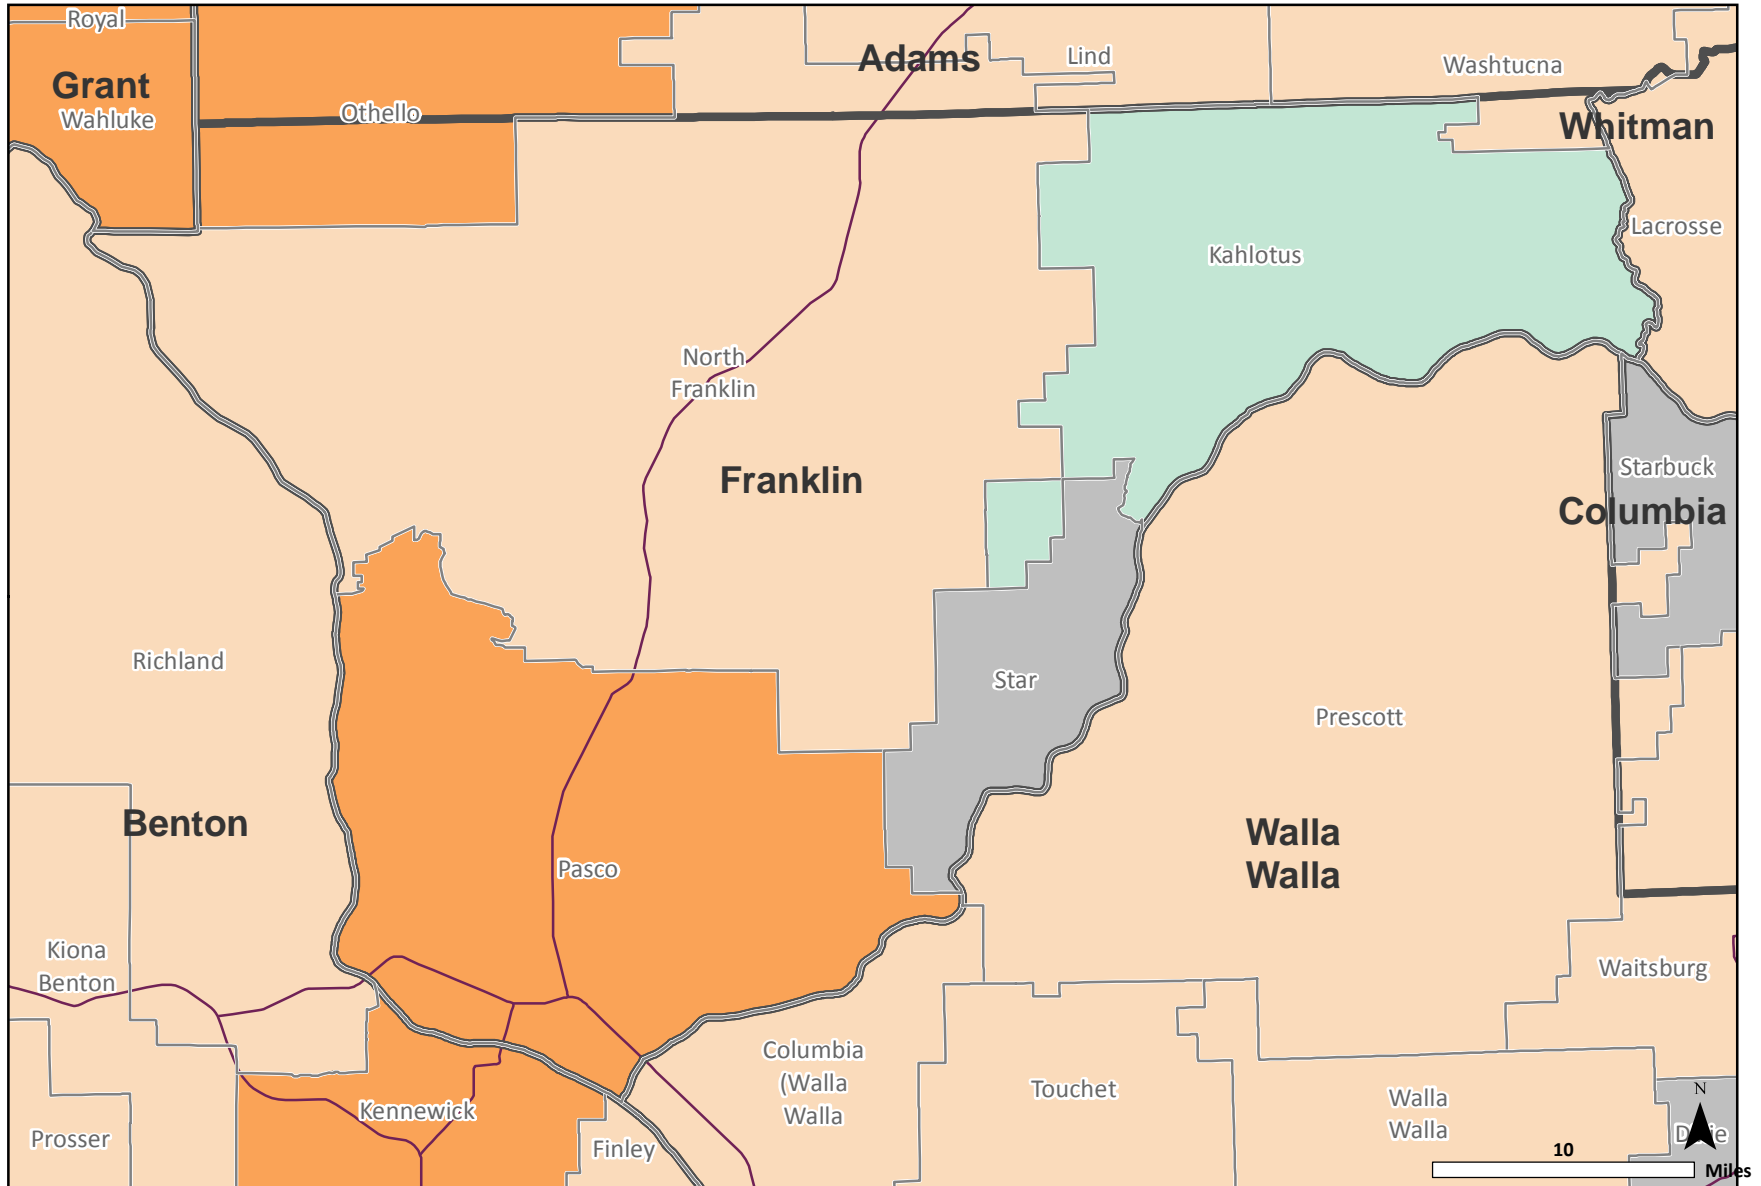 Royal
Grant
Wahluke
Othello
Adams
Lind
Washtucna
Whitman
Lacrosse
Kahlotus
North
Franklin
Franklin
Starbuck
Columbia
Richland
Star
Prescott
Benton
Walla
Walla
Pasco
Kiona
Benton
Waitsburg
Columbia
(Walla
Walla
Touchet
Walla
Walla
Kennewick
Prosser
Finley
N
10
Miles